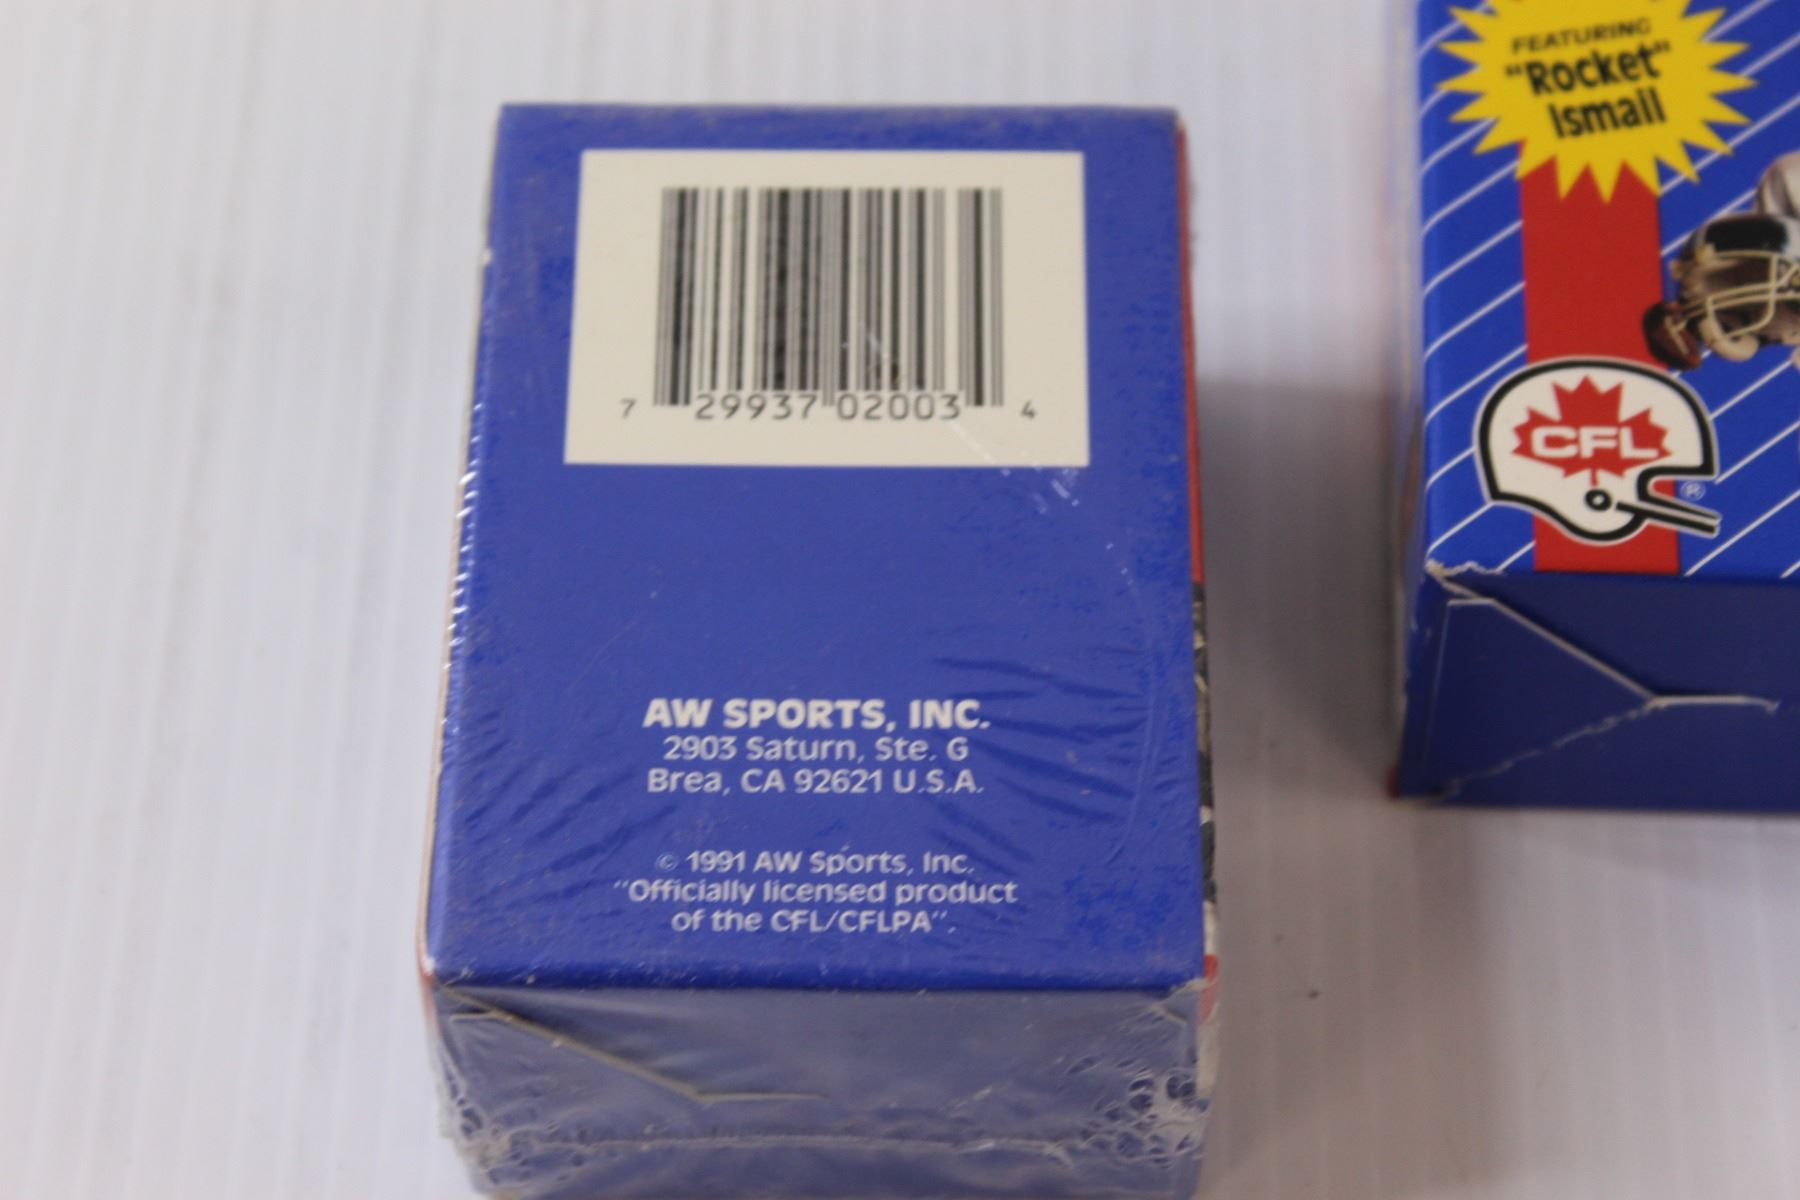 7 29937 02003 4
AW SPORTS, INC.
2903 Saturn, Ste. G
Brea, CA 92621 U.S.A.
© 1991 AW Sports, Inc.
"Officially licensed product
of the CFL/CFLPA".
FEATURING
"Rocket"
Ismail
CFL
®